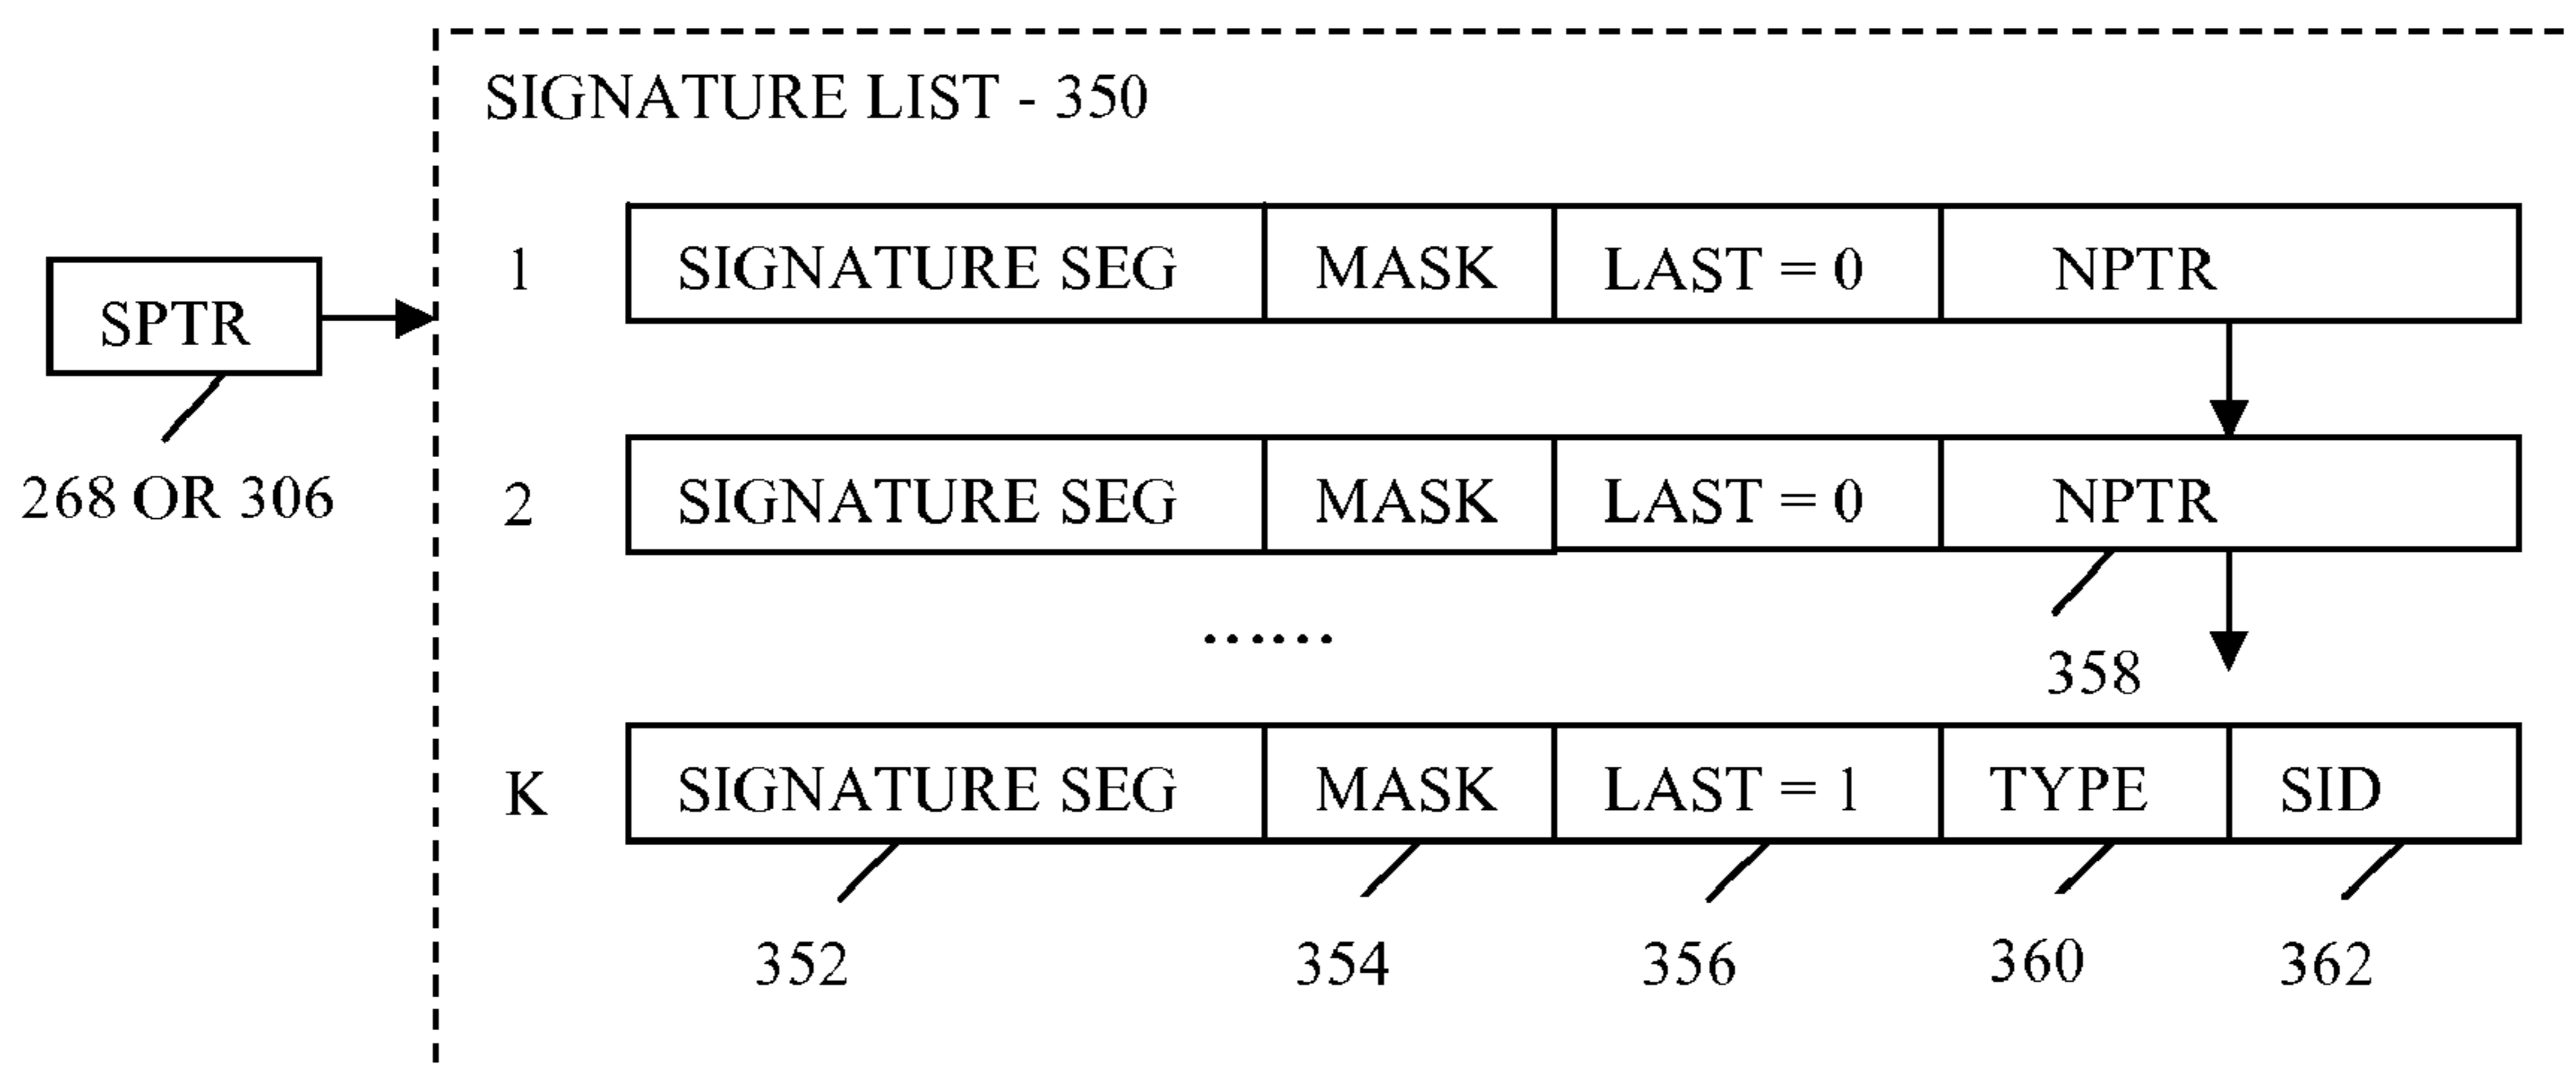 SIGNATURE LIST - 350
1 SIGNATURE SEG MASK LAST = 0 NPTR
SPTR
268 OR 306
2 SIGNATURE SEG MASK LAST = 0 NPTR
......
358
K SIGNATURE SEG MASK LAST = 1 TYPE SID
352 354 356 360 362